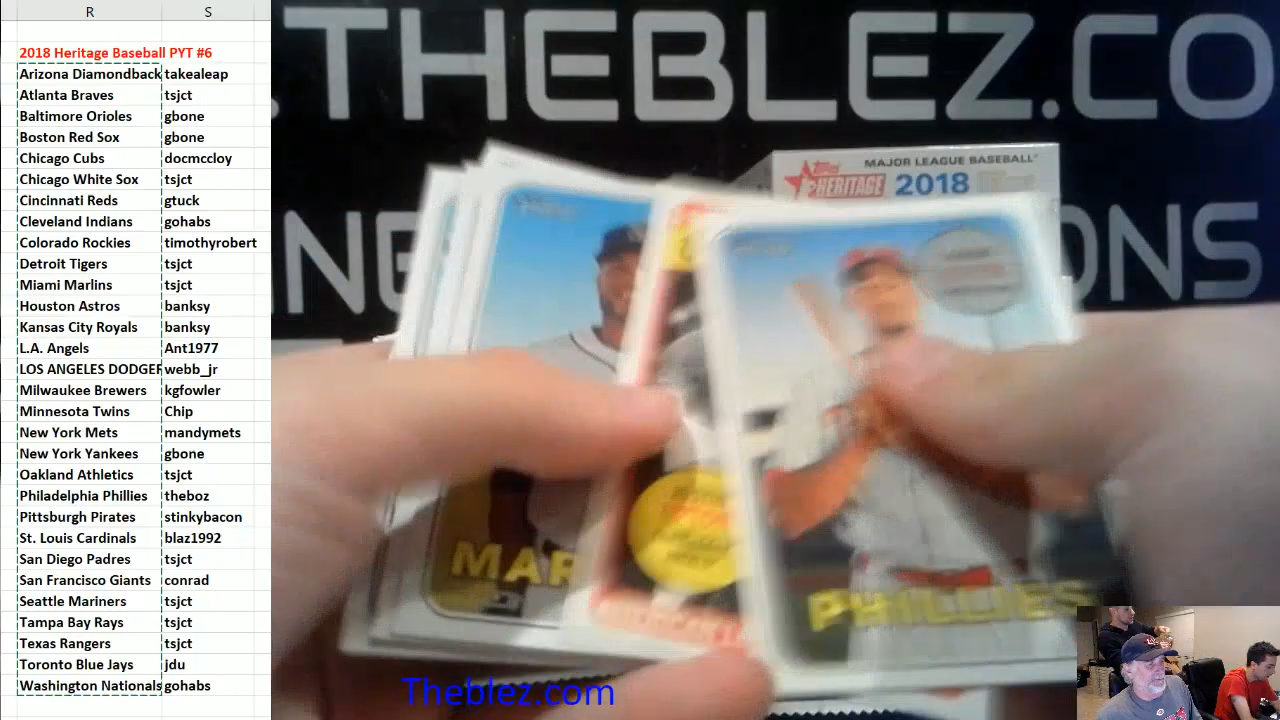 R S
2018 Heritage Baseball PYT #6
Arizona Diamondback takealeap
Atlanta Braves tsjct
Baltimore Orioles gbone
Boston Red Sox gbone
Chicago Cubs docmccloy
Chicago White Sox tsjct
Cincinnati Reds gtuck
Cleveland Indians gohabs
Colorado Rockies timothyrobert
Detroit Tigers tsjct
Miami Marlins tsjct
Houston Astros banksy
Kansas City Royals banksy
L.A. Angels Ant1977
LOS ANGELES DODGER webb_jr
Milwaukee Brewers kgfowler
Minnesota Twins Chip
New York Mets mandymets
New York Yankees gbone
Oakland Athletics tsjct
Philadelphia Phillies theboz
Pittsburgh Pirates stinkybacon
St. Louis Cardinals blaz1992
San Diego Padres tsjct
San Francisco Giants conrad
Seattle Mariners tsjct
Tampa Bay Rays tsjct
Texas Rangers tsjct
Toronto Blue Jays jdu
Washington Nationals gohabs
.THEBLEZ.CO
ONS
MAJOR LEAGUE BASEBALL
Topps
HERITAGE 2018
MAR
PHILLIES
Theblez.com